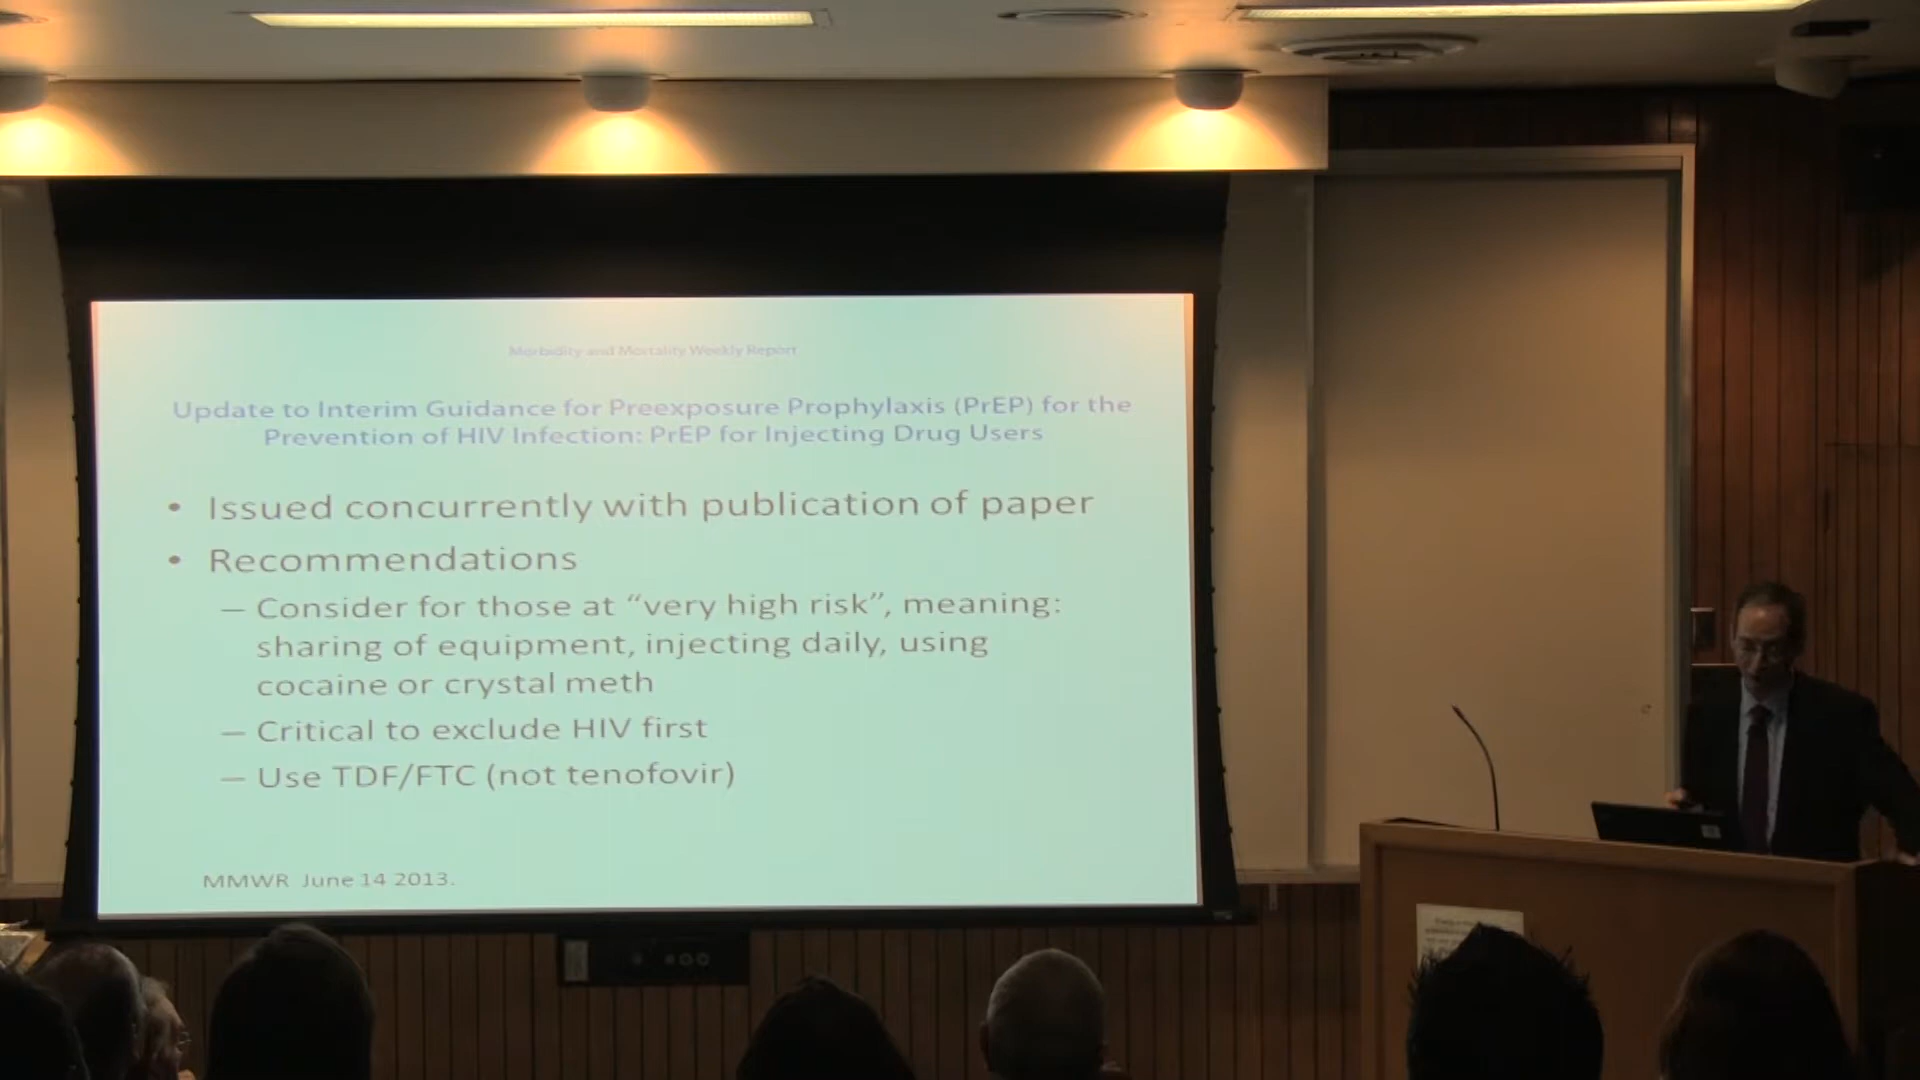 Morbidity and Mortality Weekly Report
Update to Interim Guidance for Preexposure Prophylaxis (PrEP) for the
Prevention of HIV Infection: PrEP for Injecting Drug Users
• Issued concurrently with publication of paper
• Recommendations
– Consider for those at “very high risk”, meaning:
sharing of equipment, injecting daily, using
cocaine or crystal meth
– Critical to exclude HIV first
– Use TDF/FTC (not tenofovir)
MMWR June 14 2013.